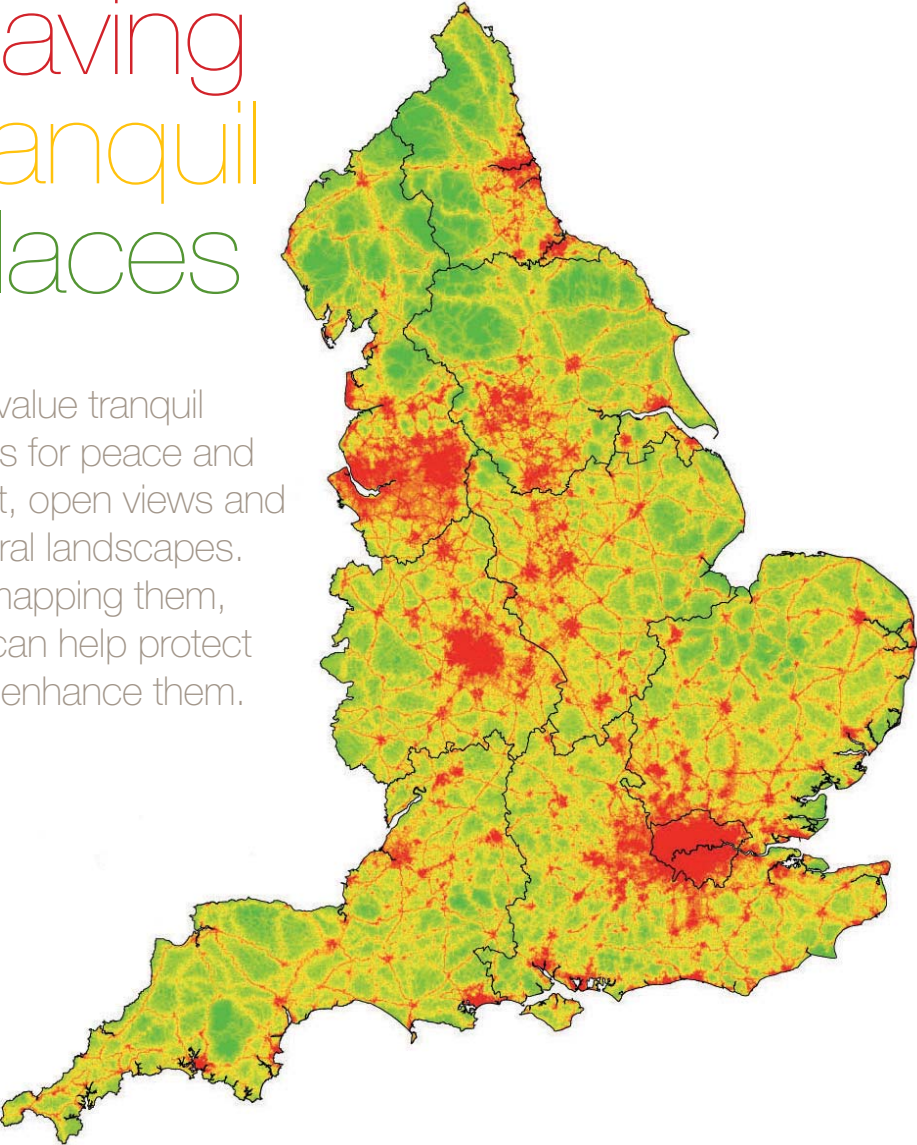 aving
anquil
laces
value tranquil
s for peace and
t, open views and
ral landscapes.
mapping them,
can help protect
enhance them.